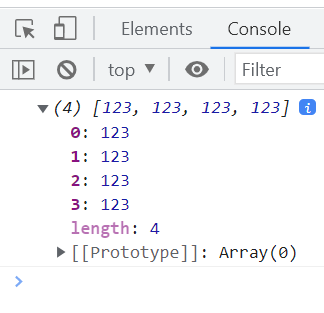 Elements Console
top Filter
(4) [123, 123, 123, 123] i
0: 123
1: 123
2: 123
3: 123
length: 4
[[Prototype]]: Array(0)